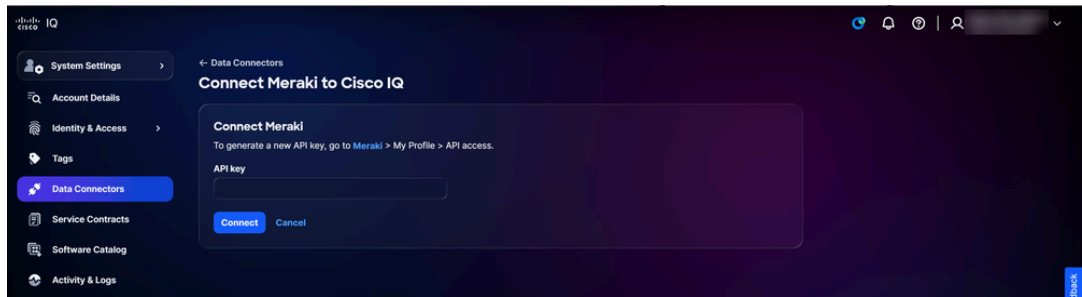 CISCO IQ
System Settings
Account Details
Identity & Access
Tags
Data Connectors
Service Contracts
Software Catalog
Activity & Logs
← Data Connectors
Connect Meraki to Cisco IQ
Connect Meraki
To generate a new API key, go to Meraki > My Profile > API access.
API key
Connect Cancel